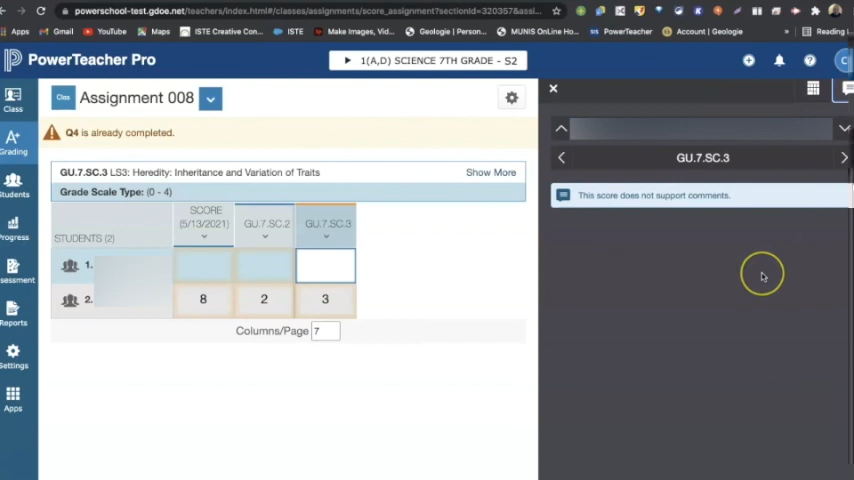 powerschool-test.gdoe.net/teachers/index.html#/classes/assignments/score_assignment?sectionId=320357&assi...
Apps Gmail YouTube Maps ISTE Creative Con... ISTE Make Images, Vid... Geologie | Person... MUNIS OnLine Ho... SIS PowerTeacher Account | Geologie » Reading l
PowerTeacher Pro
1(A,D) SCIENCE 7TH GRADE - S2
Class
Grading
Students
Progress
ssessment
Reports
Settings
Apps
Clas Assignment 008
Q4 is already completed.
GU.7.SC.3 LS3: Heredity: Inheritance and Variation of Traits Show More
Grade Scale Type: (0 - 4)
STUDENTS (2) SCORE (5/13/2021) GU.7.SC.2 GU.7.SC.3
1.
2. 8 2 3
Columns/Page 7
GU.7.SC.3
This score does not support comments.